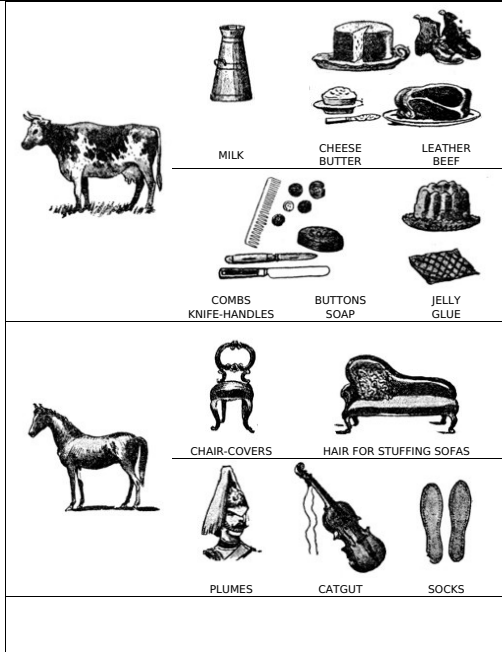 MILK
CHEESE
BUTTER
LEATHER
BEEF
COMBS
KNIFE-HANDLES
BUTTONS
SOAP
JELLY
GLUE
CHAIR-COVERS
HAIR FOR STUFFING SOFAS
PLUMES
CATGUT
SOCKS